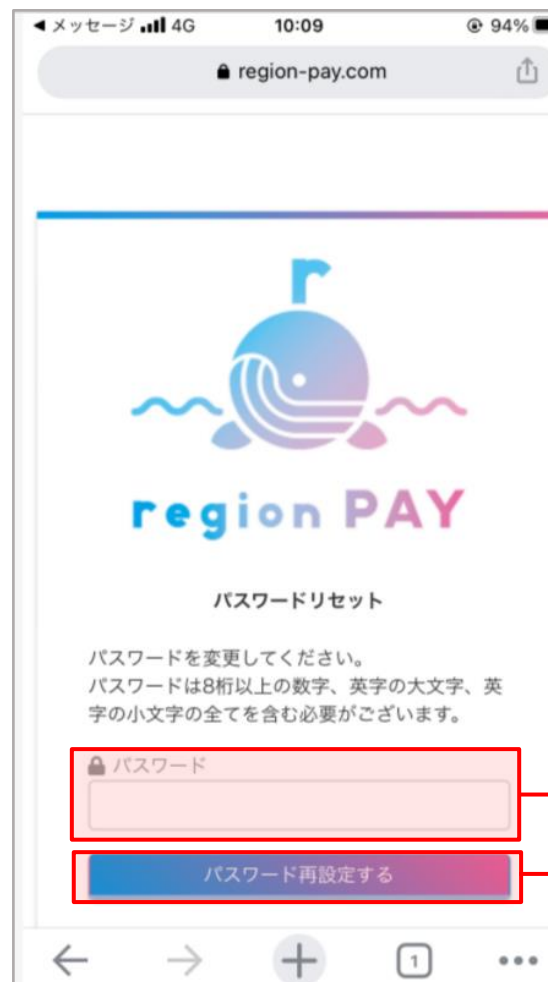 ◀メッセージ 4G 10:09 94%
region-pay.com
r
region PAY
パスワードリセット
パスワードを変更してください。
パスワードは8桁以上の数字、英字の大文字、英
字の小文字の全てを含む必要がございます。
パスワード
パスワード再設定する
1